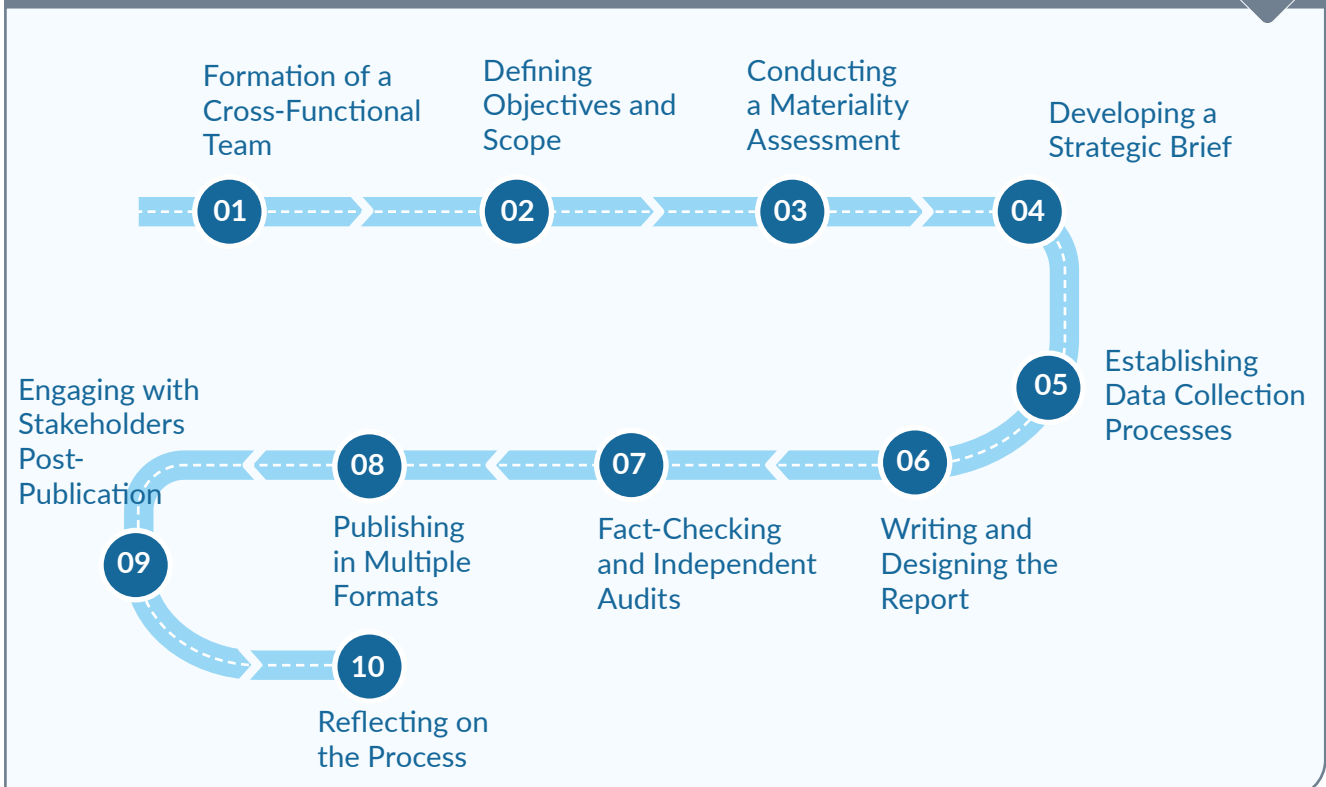 Formation of a
Cross-Functional
Team
01
Defining
Objectives and
Scope
02
Conducting
a Materiality
Assessment
03
Developing a
Strategic Brief
04
Establishing
Data Collection
Processes
05
06
Writing and
Designing the
Report
07
Fact-Checking
and Independent
Audits
08
Publishing
in Multiple
Formats
Engaging with
Stakeholders
Post-
Publication
09
10
Reflecting on
the Process